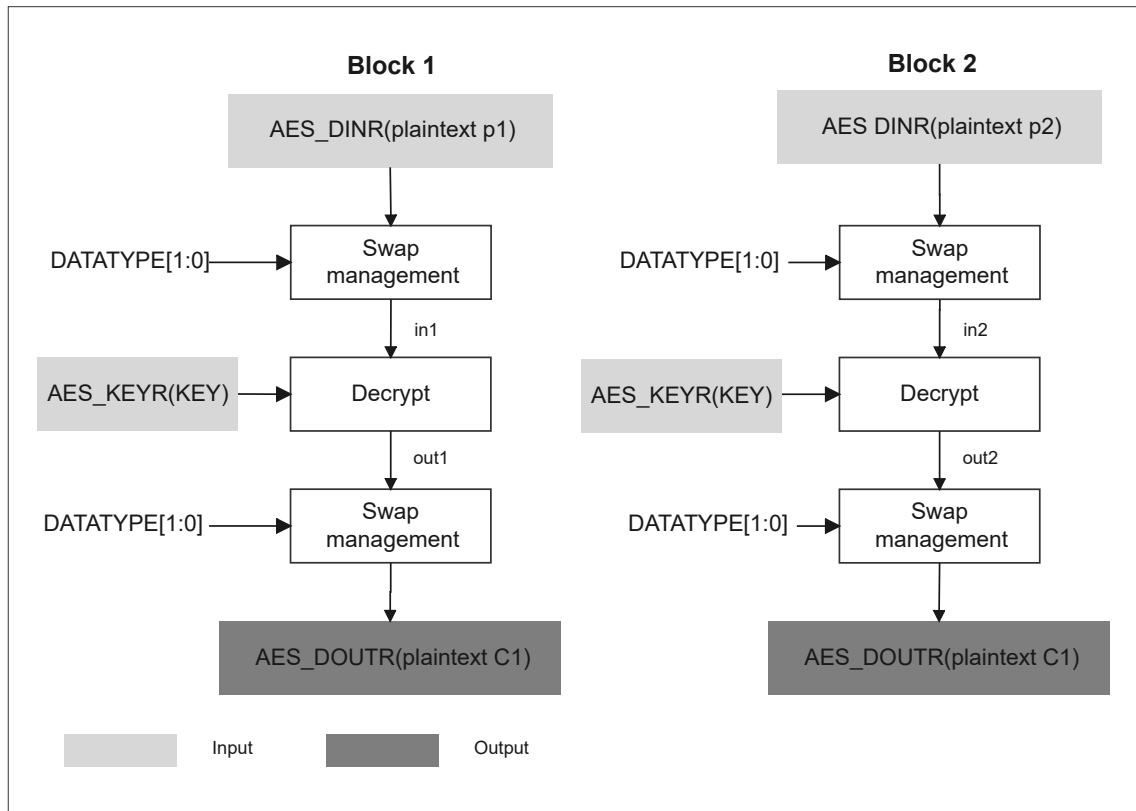 Block 1
AES_DINR(plaintext p1)
DATATYPE[1:0]
Swap
management
in1
AES_KEYR(KEY)
Decrypt
out1
DATATYPE[1:0]
Swap
management
AES_DOUTR(plaintext C1)
Block 2
AES DINR(plaintext p2)
DATATYPE[1:0]
Swap
management
in2
AES_KEYR(KEY)
Decrypt
out2
DATATYPE[1:0]
Swap
management
AES_DOUTR(plaintext C1)
Input
Output